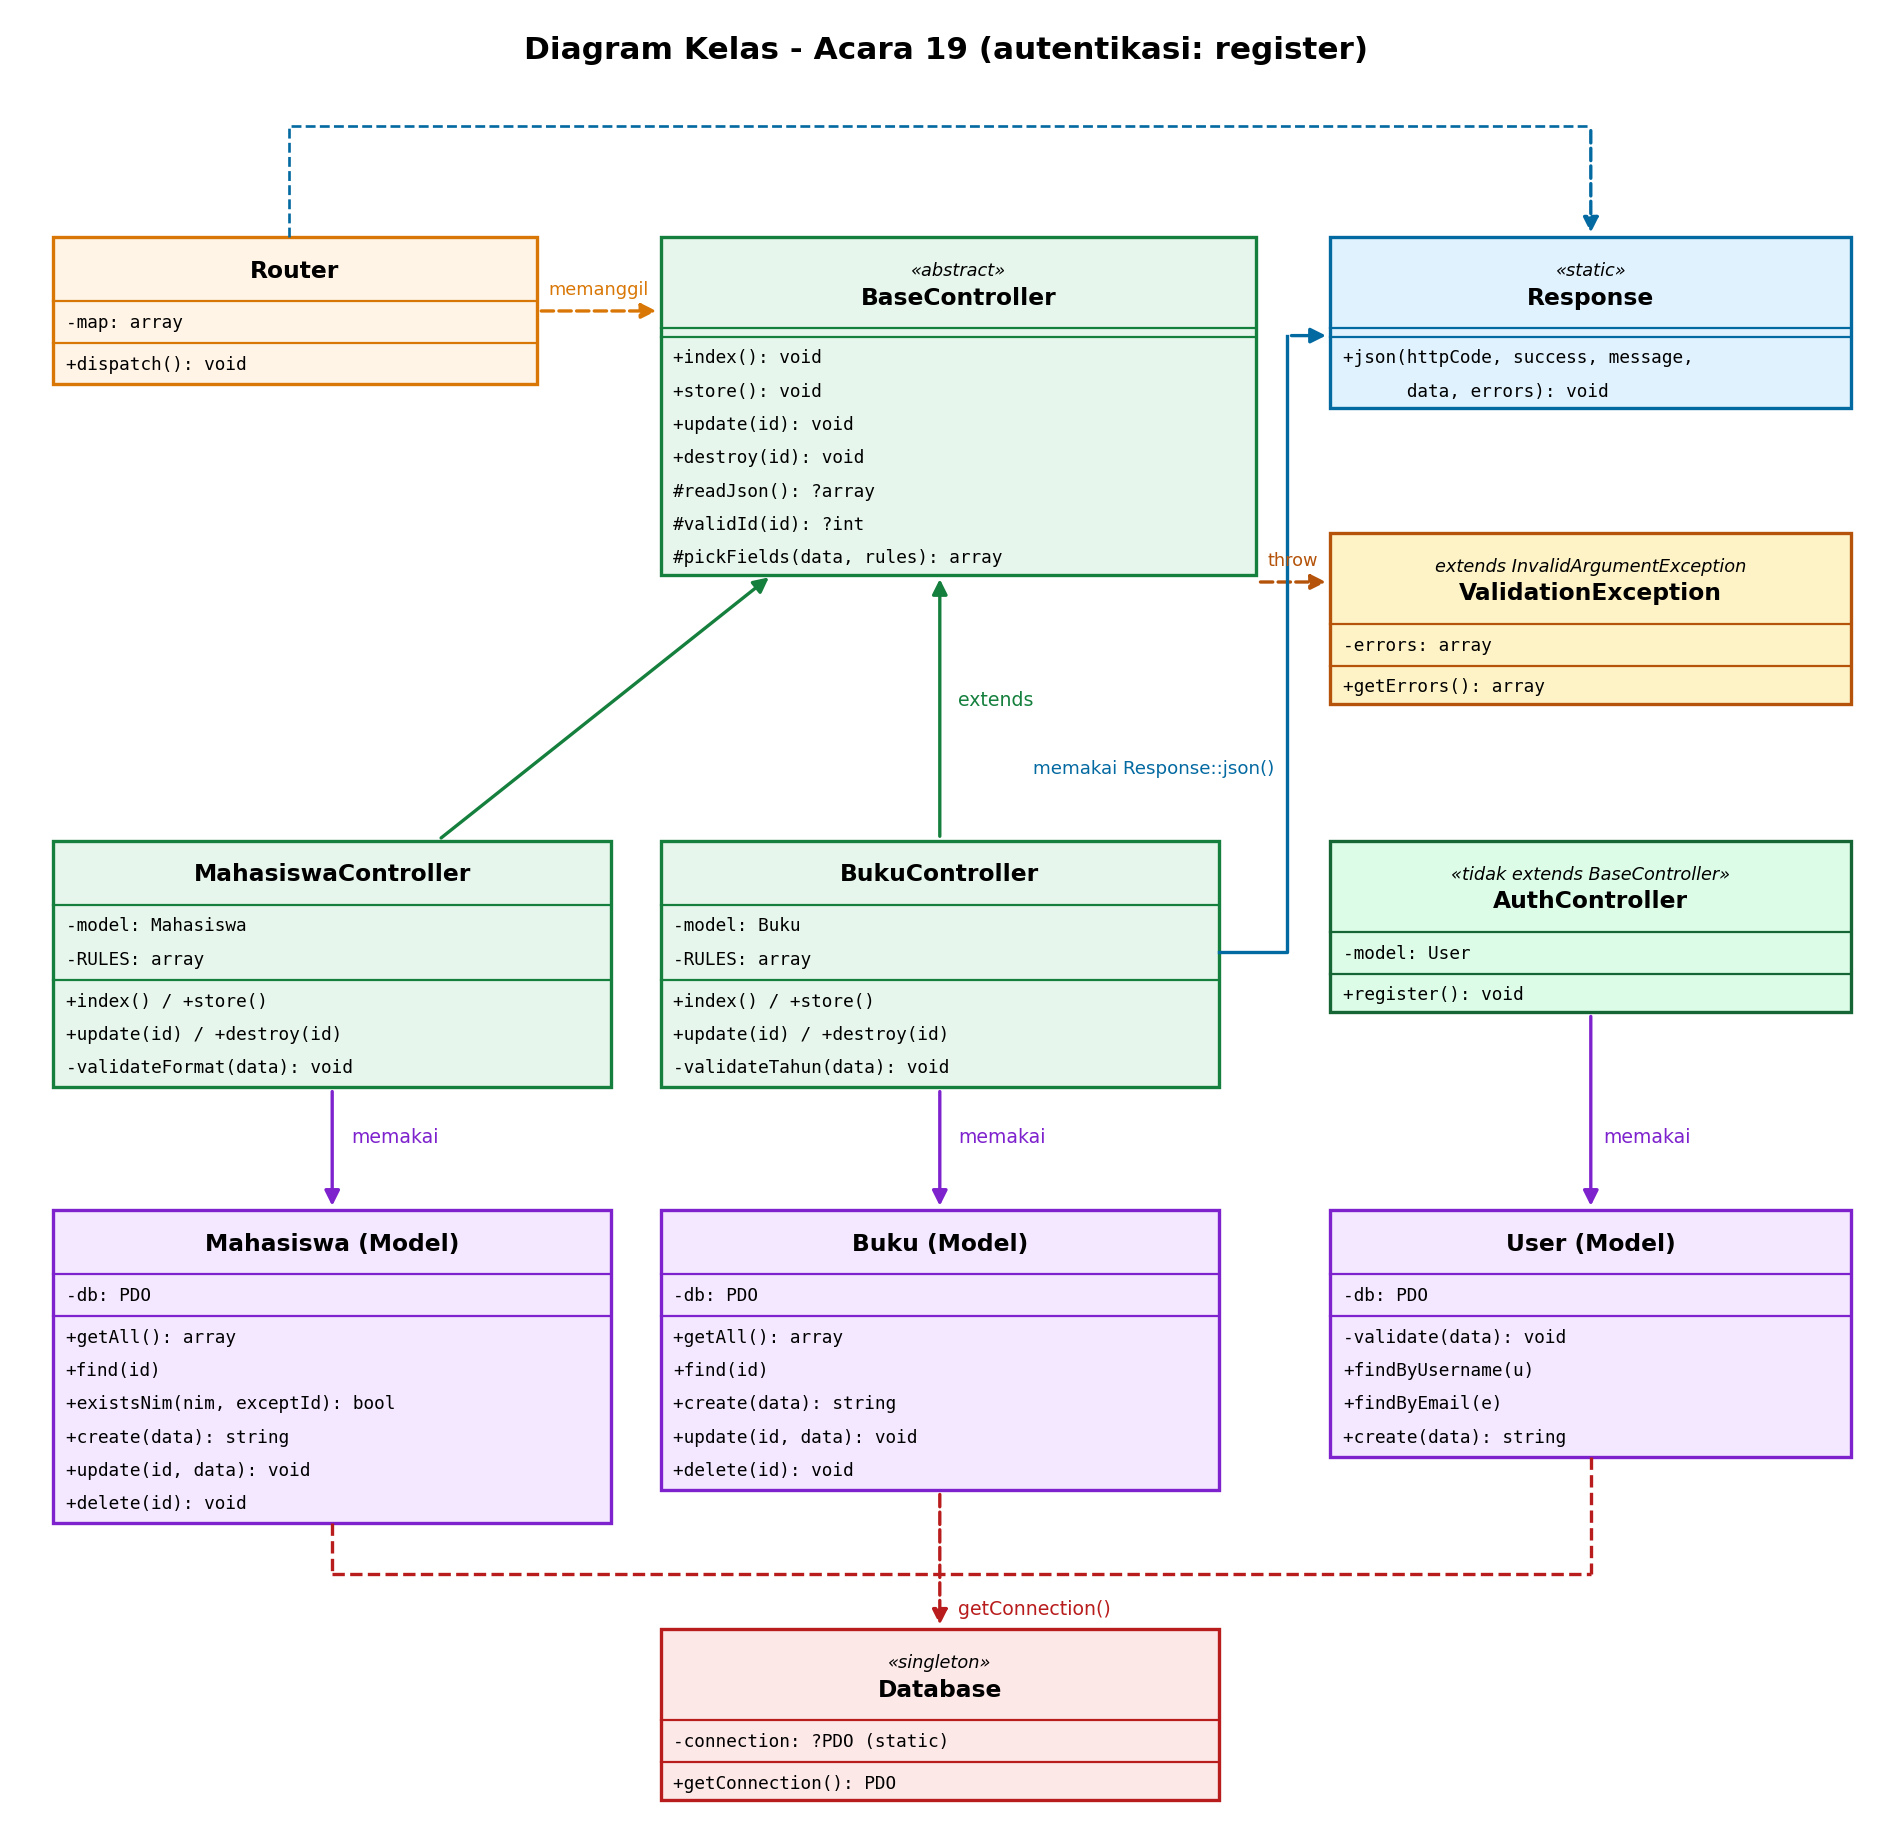 Diagram Kelas - Acara 19 (autentikasi: register)
Router
-map: array
+dispatch(): void
memanggil
«abstract»
BaseController
+index(): void
+store(): void
+update(id): void
+destroy(id): void
#readJson(): ?array
#validId(id): ?int
#pickFields(data, rules): array
«static»
Response
+json(httpCode, success, message,
data, errors): void
throw
extends InvalidArgumentException
ValidationException
-errors: array
+getErrors(): array
extends
memakai Response::json()
MahasiswaController
-model: Mahasiswa
-RULES: array
+index() / +store()
+update(id) / +destroy(id)
-validateFormat(data): void
BukuController
-model: Buku
-RULES: array
+index() / +store()
+update(id) / +destroy(id)
-validateTahun(data): void
«tidak extends BaseController»
AuthController
-model: User
+register(): void
memakai
memakai
memakai
Mahasiswa (Model)
-db: PDO
+getAll(): array
+find(id)
+existsNim(nim, exceptId): bool
+create(data): string
+update(id, data): void
+delete(id): void
Buku (Model)
-db: PDO
+getAll(): array
+find(id)
+create(data): string
+update(id, data): void
+delete(id): void
User (Model)
-db: PDO
-validate(data): void
+findByUsername(u)
+findByEmail(e)
+create(data): string
getConnection()
«singleton»
Database
-connection: ?PDO (static)
+getConnection(): PDO